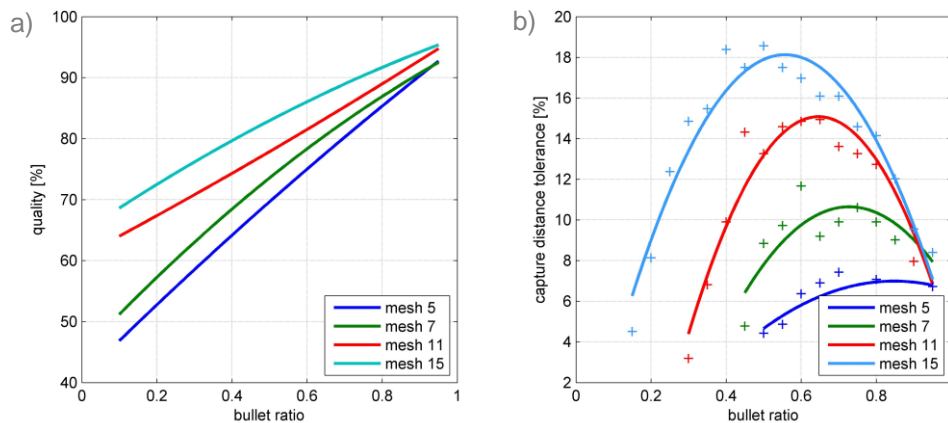 a)
100
90
80
70
60
50
40
quality [%]
0
0.2
0.4
0.6
0.8
1
bullet ratio
mesh 5
mesh 7
mesh 11
mesh 15
b)
20
18
16
14
12
10
8
6
4
2
capture distance tolerance [%]
0
0.2
0.4
0.6
0.8
bullet ratio
mesh 5
mesh 7
mesh 11
mesh 15